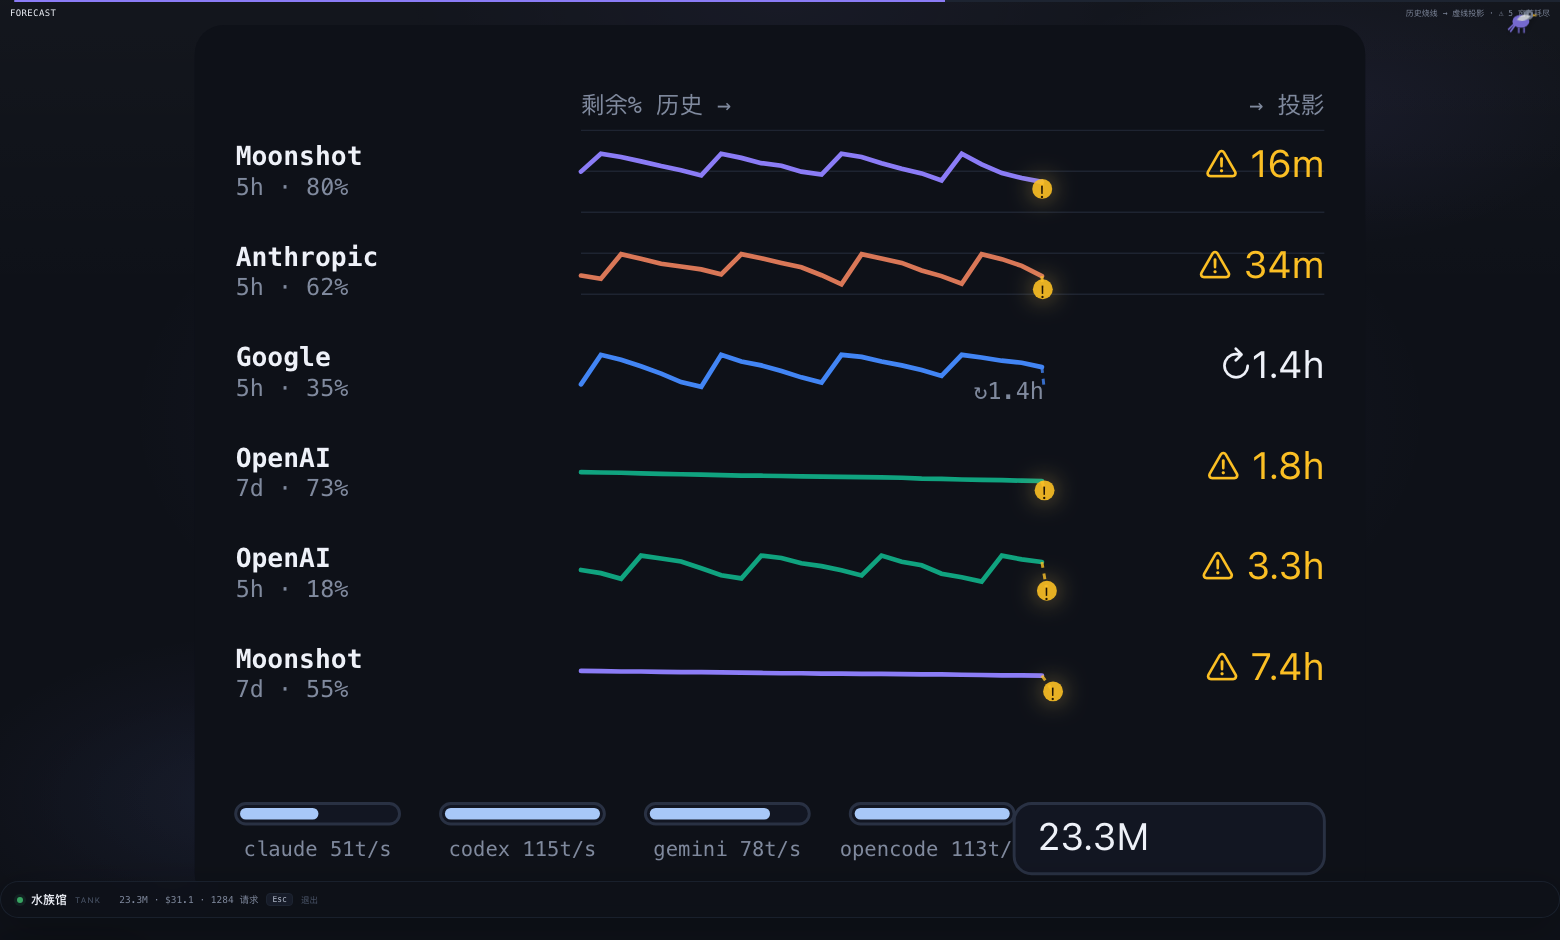 FORECAST
历史烧线 → 虚线投影 · ⚠ 5 耗尽
剩余% 历史 →
→ 投影
Moonshot
5h · 80%
⚠ 16m
Anthropic
5h · 62%
⚠ 34m
Google
5h · 35%
↻1.4h
↻1.4h
OpenAI
7d · 73%
⚠ 1.8h
OpenAI
5h · 18%
⚠ 3.3h
Moonshot
7d · 55%
⚠ 7.4h
claude 51t/s
codex 115t/s
gemini 78t/s
opencode 113t/
23.3M
水族馆 TANK 23.3M · $31.1 · 1284 请求 Esc 退出